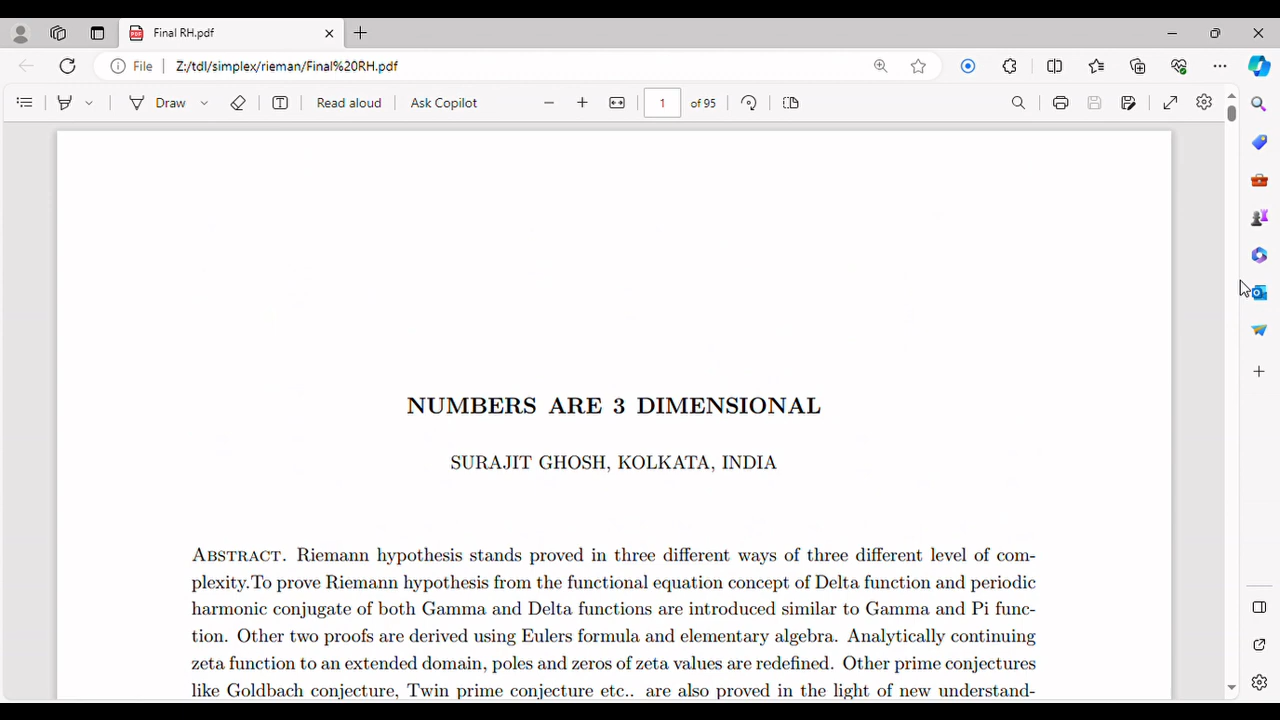 Final RH.pdf
File
Z:/tdl/simplex/rieman/Final%20RH.pdf
Draw
Read aloud
Ask Copilot
1
of 95
NUMBERS ARE 3 DIMENSIONAL
SURAJIT GHOSH, KOLKATA, INDIA
ABSTRACT. Riemann hypothesis stands proved in three different ways of three different level of com-
plexity.To prove Riemann hypothesis from the functional equation concept of Delta function and periodic
harmonic conjugate of both Gamma and Delta functions are introduced similar to Gamma and Pi func-
tion. Other two proofs are derived using Eulers formula and elementary algebra. Analytically continuing
zeta function to an extended domain, poles and zeros of zeta values are redefined. Other prime conjectures
like Goldbach conjecture, Twin prime conjecture etc.. are also proved in the light of new understand-